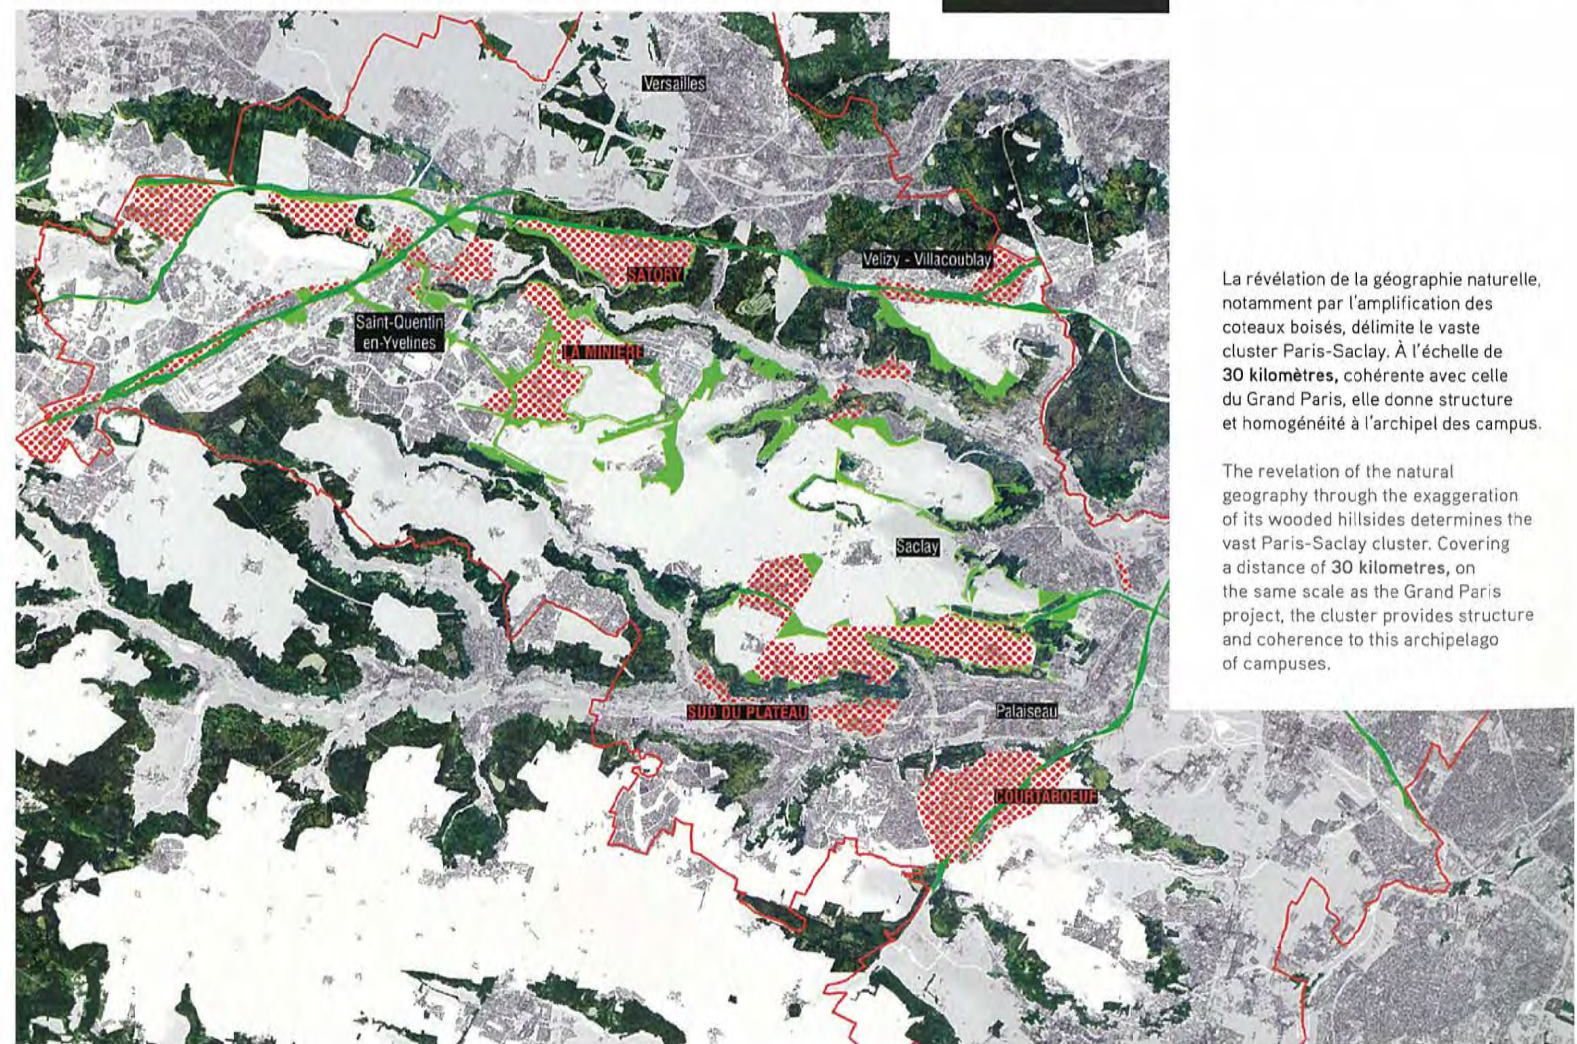 Versailles
Velizy - Villacoublay
SATORY
Saint-Quentin
en-Yvelines
LA MINIERE
Saclay
SUD DU PLATEAU
Palaiseau
COURTABOEUF
La révélation de la géographie naturelle,
notamment par l'amplification des
coteaux boisés, délimite le vaste
cluster Paris-Saclay. À l'échelle de
30 kilomètres, cohérente avec celle
du Grand Paris, elle donne structure
et homogénéité à l'archipel des campus.
The revelation of the natural
geography through the exaggeration
of its wooded hillsides determines the
vast Paris-Saclay cluster. Covering
a distance of 30 kilometres, on
the same scale as the Grand Paris
project, the cluster provides structure
and coherence to this archipelago
of campuses.